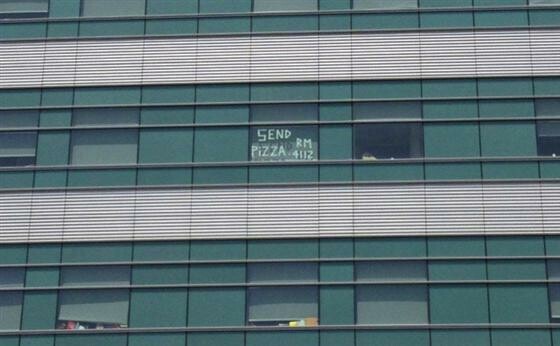 SEND
PiZZA RM
4112